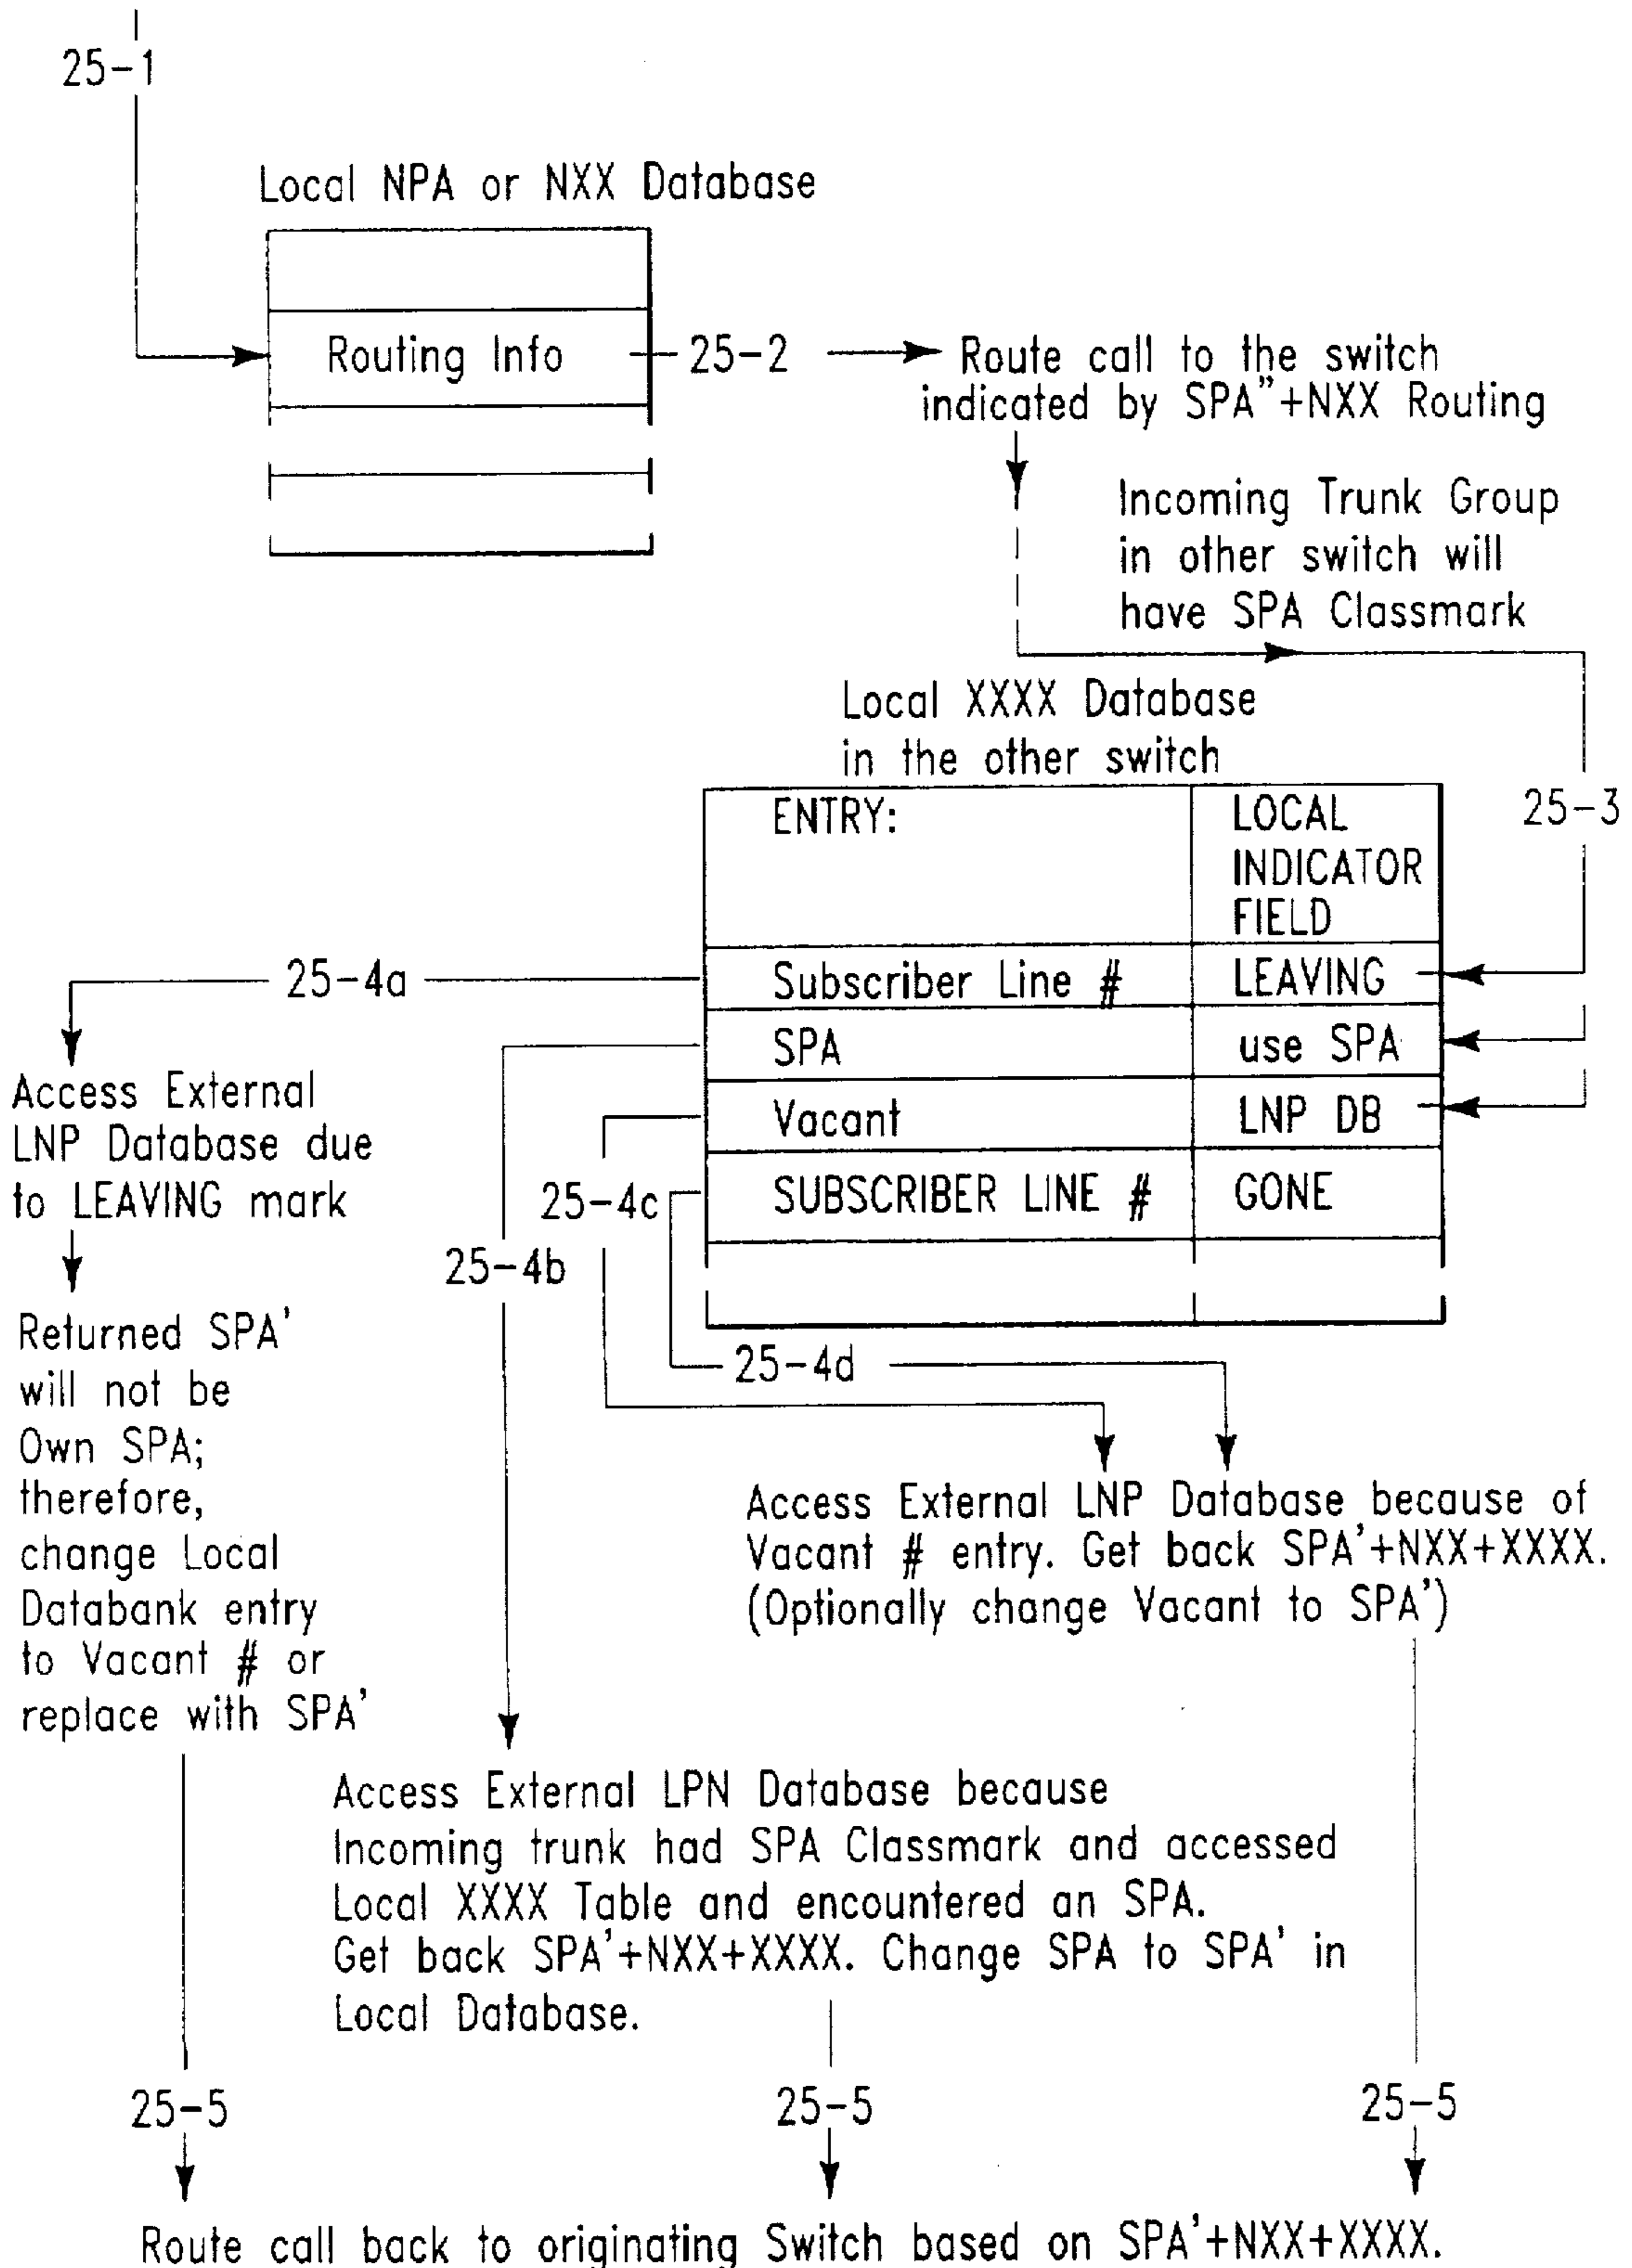 25-1
Local NPA or NXX Database
Routing Info
25-2
Route call to the switch
indicated by SPA"+NXX Routing
Incoming Trunk Group
in other switch will
have SPA Classmark
Local XXXX Database
in the other switch
25-3
ENTRY:
LOCAL
INDICATOR
FIELD
Subscriber Line #
LEAVING
SPA
use SPA
Vacant
LNP DB
SUBSCRIBER LINE #
GONE
25-4a
Access External
LNP Database due
to LEAVING mark
Returned SPA'
will not be
Own SPA;
therefore,
change Local
Databank entry
to Vacant # or
replace with SPA'
25-4b
25-4c
25-4d
Access External LNP Database because of
Vacant # entry. Get back SPA'+NXX+XXXX.
(Optionally change Vacant to SPA')
Access External LPN Database because
Incoming trunk had SPA Classmark and accessed
Local XXXX Table and encountered an SPA.
Get back SPA'+NXX+XXXX. Change SPA to SPA' in
Local Database.
25-5
25-5
25-5
Route call back to originating Switch based on SPA'+NXX+XXXX.